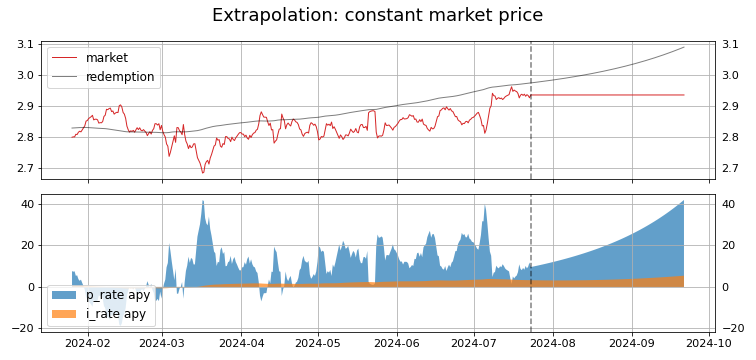 Extrapolation: constant market price
3.1 3.1
market
redemption
3.0 3.0
2.9 2.9
2.8 2.8
2.7 2.7
40 40
20 20
0 0
p_rate apy
i_rate apy
−20 −20
2024-02 2024-03 2024-04 2024-05 2024-06 2024-07 2024-08 2024-09 2024-10